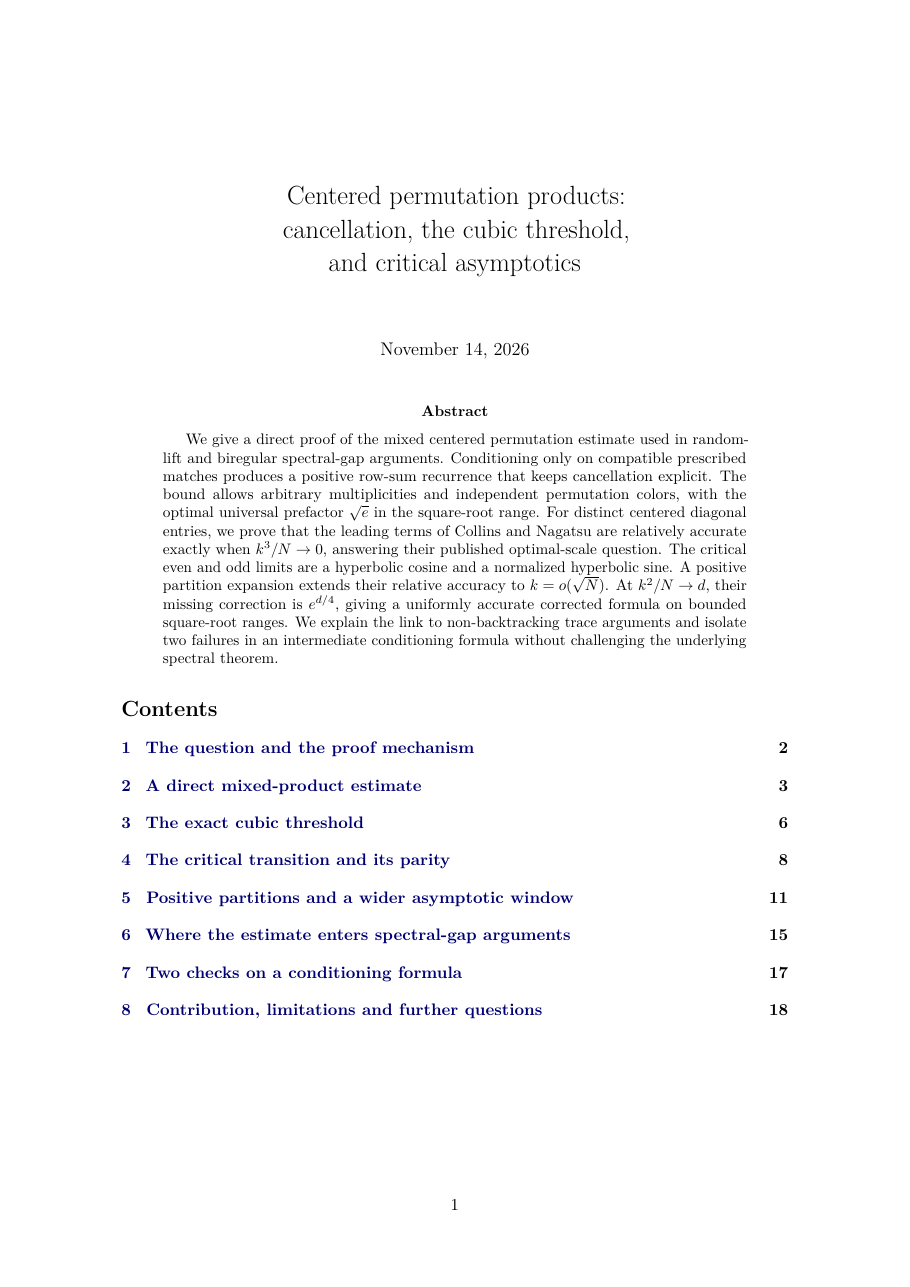 Centered permutation products:
cancellation, the cubic threshold,
and critical asymptotics
November 14, 2026
Abstract
We give a direct proof of the mixed centered permutation estimate used in random-
lift and biregular spectral-gap arguments. Conditioning only on compatible prescribed
matches produces a positive row-sum recurrence that keeps cancellation explicit. The
bound allows arbitrary multiplicities and independent permutation colors, with the
optimal universal prefactor √e in the square-root range. For distinct centered diagonal
entries, we prove that the leading terms of Collins and Nagatsu are relatively accurate
exactly when k³/N → 0, answering their published optimal-scale question. The critical
even and odd limits are a hyperbolic cosine and a normalized hyperbolic sine. A positive
partition expansion extends their relative accuracy to k = o(√N). At k²/N → d, their
missing correction is e^{d/4}, giving a uniformly accurate corrected formula on bounded
square-root ranges. We explain the link to non-backtracking trace arguments and isolate
two failures in an intermediate conditioning formula without challenging the underlying
spectral theorem.
Contents
1 The question and the proof mechanism 2
2 A direct mixed-product estimate 3
3 The exact cubic threshold 6
4 The critical transition and its parity 8
5 Positive partitions and a wider asymptotic window 11
6 Where the estimate enters spectral-gap arguments 15
7 Two checks on a conditioning formula 17
8 Contribution, limitations and further questions 18
1